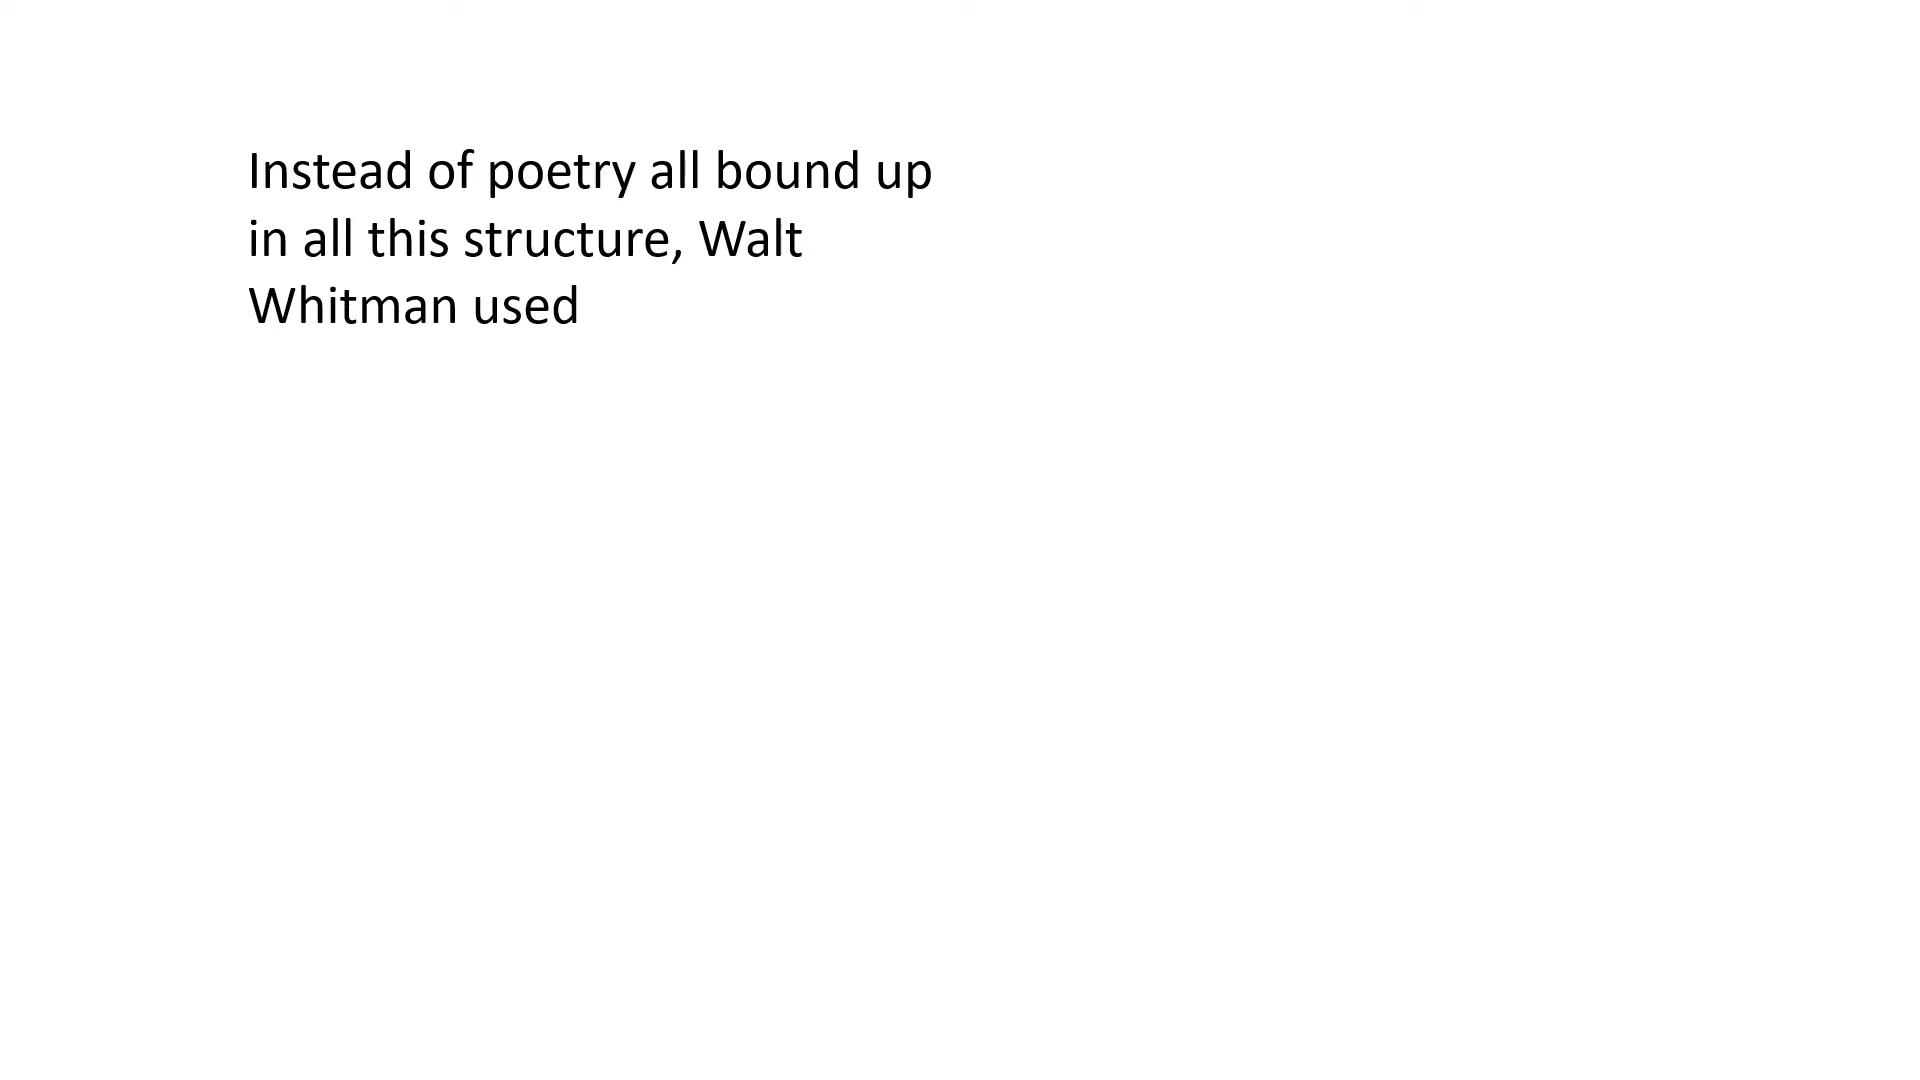 Instead of poetry all bound up
in all this structure, Walt
Whitman used